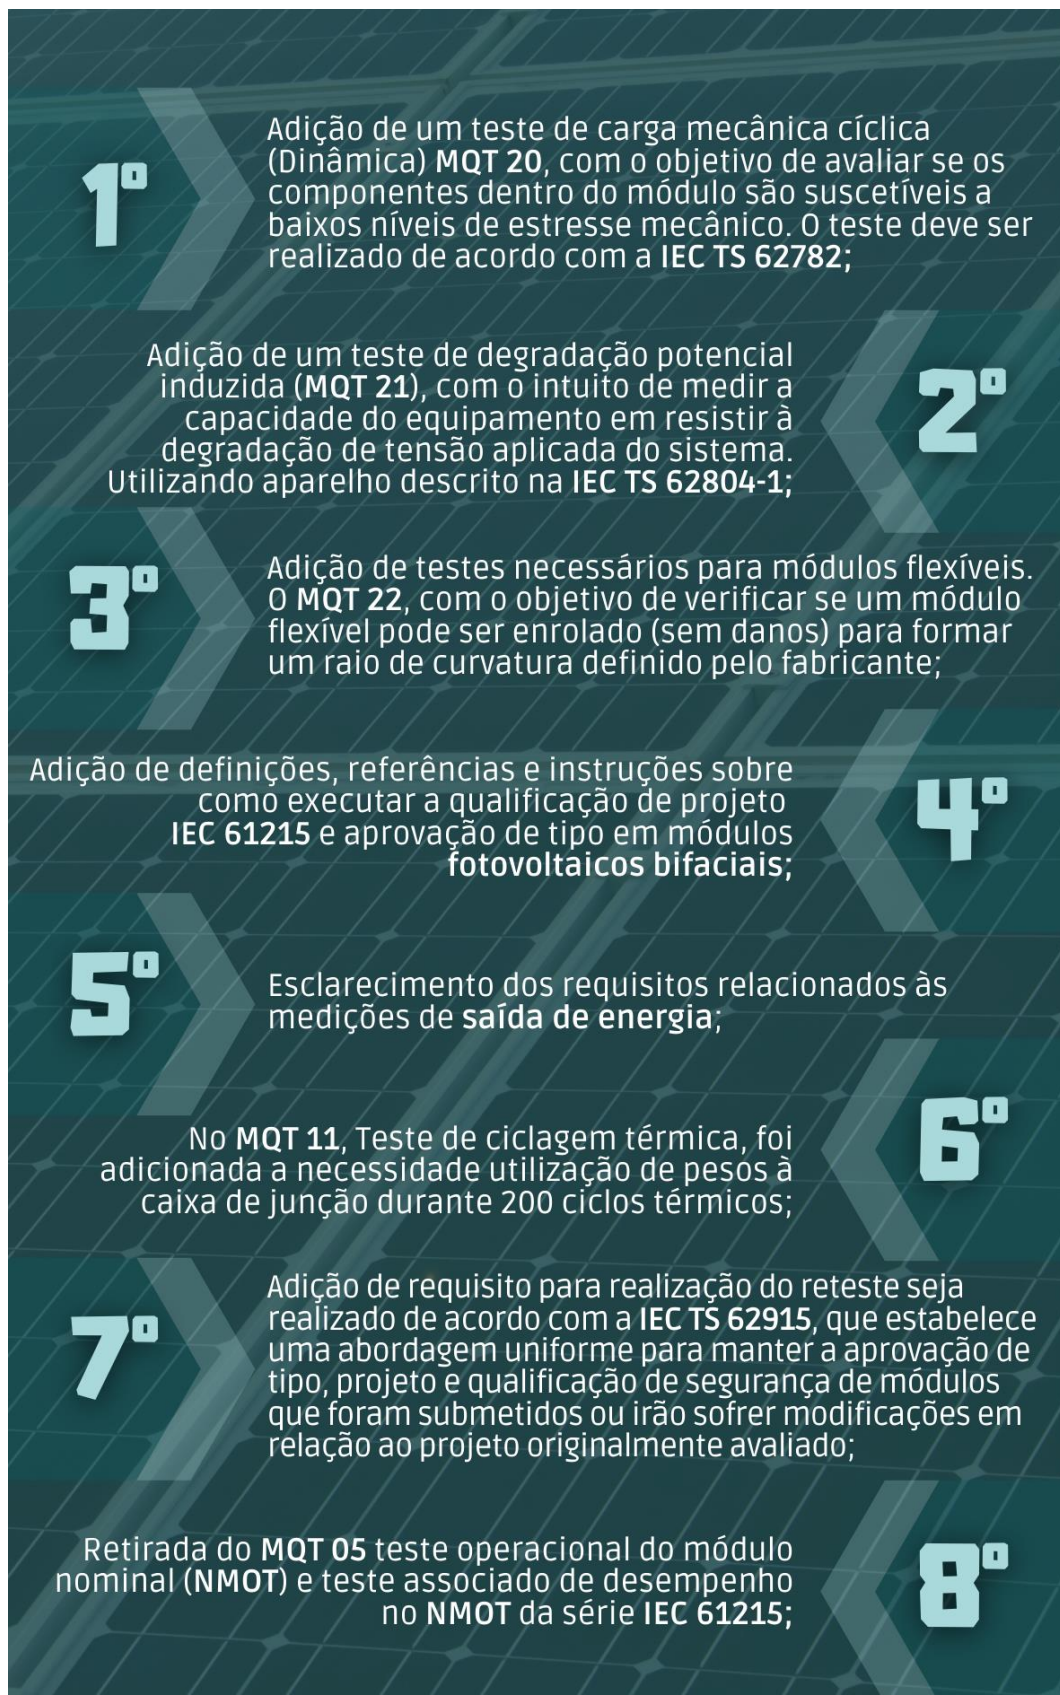 1º
Adição de um teste de carga mecânica cíclica
(Dinâmica) MQT 20, com o objetivo de avaliar se os
componentes dentro do módulo são suscetíveis a
baixos níveis de estresse mecânico. O teste deve ser
realizado de acordo com a IEC TS 62782;
2º
Adição de um teste de degradação potencial
induzida (MQT 21), com o intuito de medir a
capacidade do equipamento em resistir à
degradação de tensão aplicada do sistema.
Utilizando aparelho descrito na IEC TS 62804-1;
3º
Adição de testes necessários para módulos flexíveis.
O MQT 22, com o objetivo de verificar se um módulo
flexível pode ser enrolado (sem danos) para formar
um raio de curvatura definido pelo fabricante;
4º
Adição de definições, referências e instruções sobre
como executar a qualificação de projeto
IEC 61215 e aprovação de tipo em módulos
fotovoltaicos bifaciais;
5º
Esclarecimento dos requisitos relacionados às
medições de saída de energia;
6º
No MQT 11, Teste de ciclagem térmica, foi
adicionada a necessidade utilização de pesos à
caixa de junção durante 200 ciclos térmicos;
7º
Adição de requisito para realização do reteste seja
realizado de acordo com a IEC TS 62915, que estabelece
uma abordagem uniforme para manter a aprovação de
tipo, projeto e qualificação de segurança de módulos
que foram submetidos ou irão sofrer modificações em
relação ao projeto originalmente avaliado;
8º
Retirada do MQT 05 teste operacional do módulo
nominal (NMOT) e teste associado de desempenho
no NMOT da série IEC 61215;